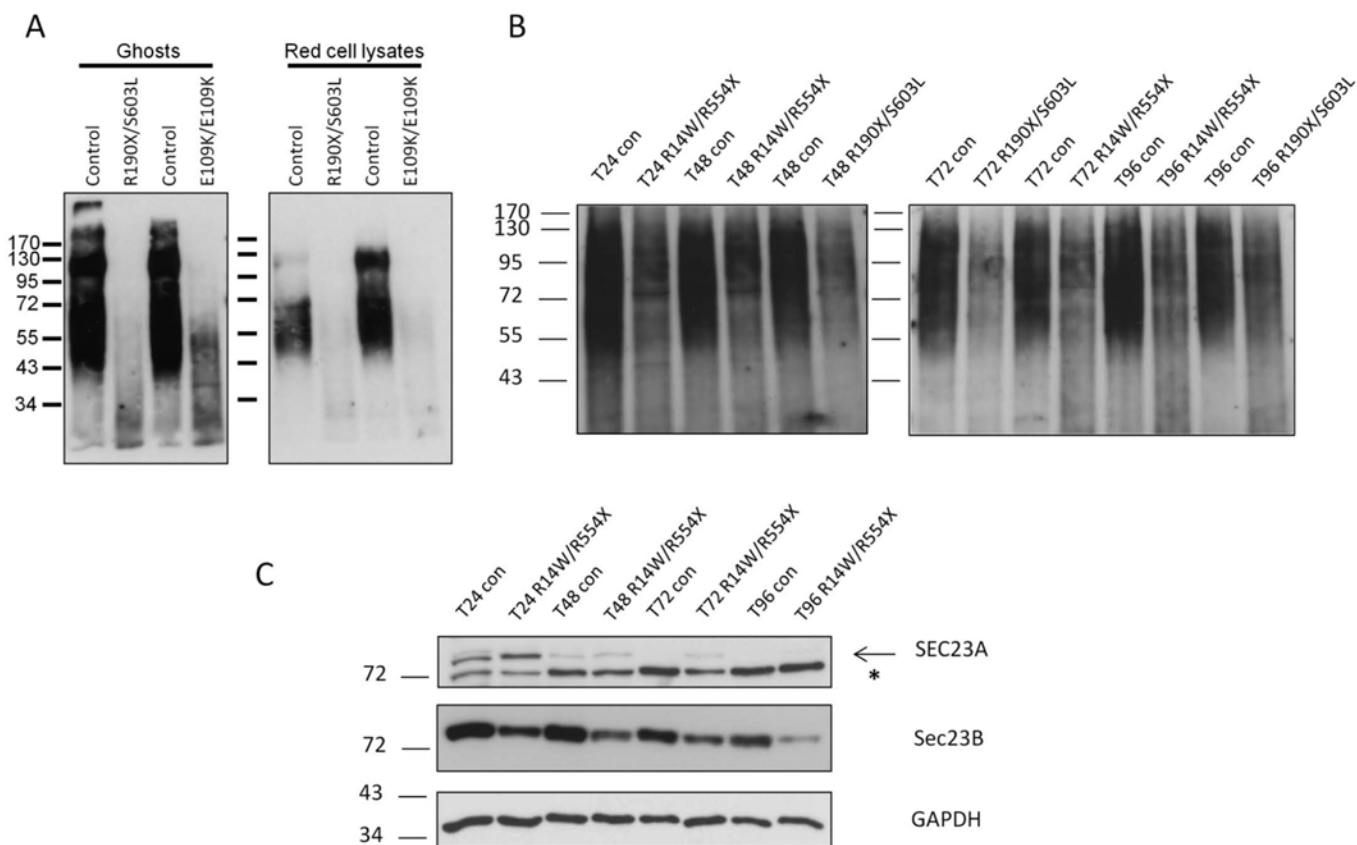 A
Ghosts
Red cell lysates
Control
R190X/S603L
Control
E109K/E109K
Control
R190X/S603L
Control
E109K/E109K
170
130
95
72
55
43
34
B
T24 con
T24 R14W/R554X
T48 con
T48 R14W/R554X
T48 con
T48 R190X/S603L
T72 con
T72 R190X/S603L
T72 con
T72 R14W/R554X
T96 con
T96 R14W/R554X
T96 con
T96 R190X/S603L
170
130
95
72
55
43
C
T24 con
T24 R14W/R554X
T48 con
T48 R14W/R554X
T72 con
T72 R14W/R554X
T96 con
T96 R14W/R554X
72
SEC23A
*
72
Sec23B
43
34
GAPDH